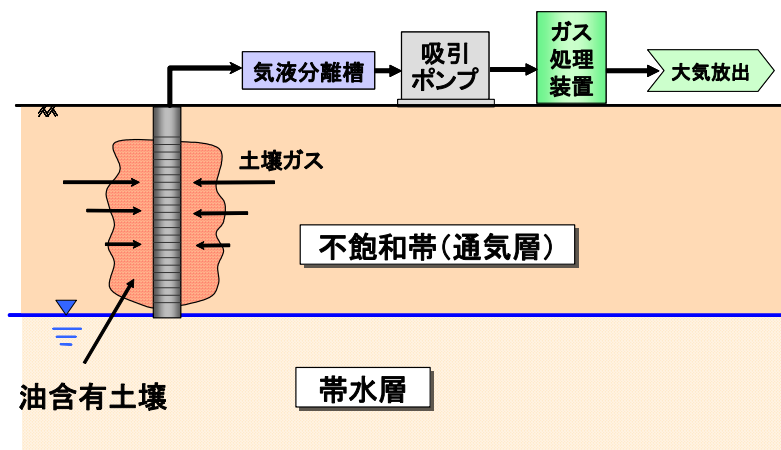 気液分離槽
吸引
ポンプ
ガス
処理
装置
大気放出
土壌ガス
不飽和帯(通気層)
油含有土壌
帯水層